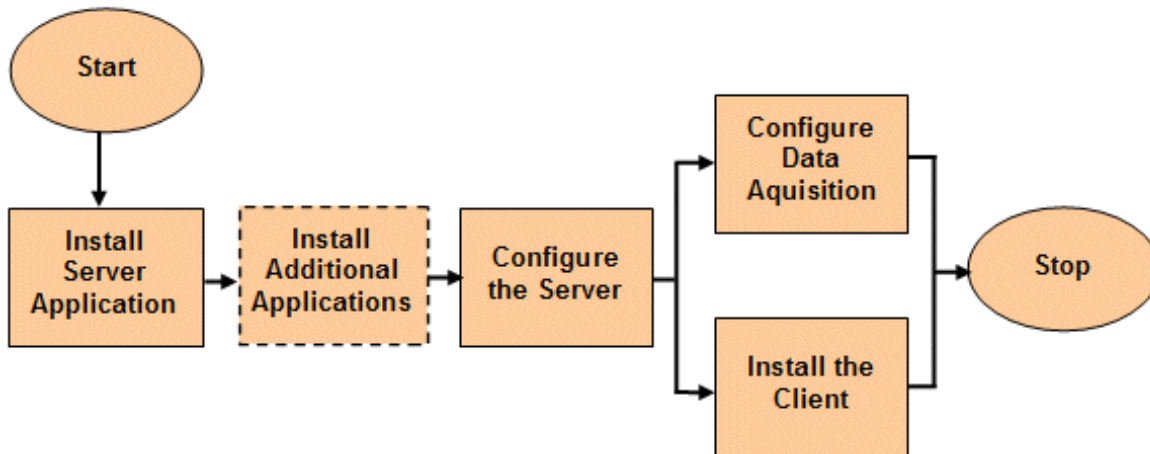 Start
Install
Server
Application
Install
Additional
Applications
Configure
the Server
Configure
Data
Aquisition
Install the
Client
Stop